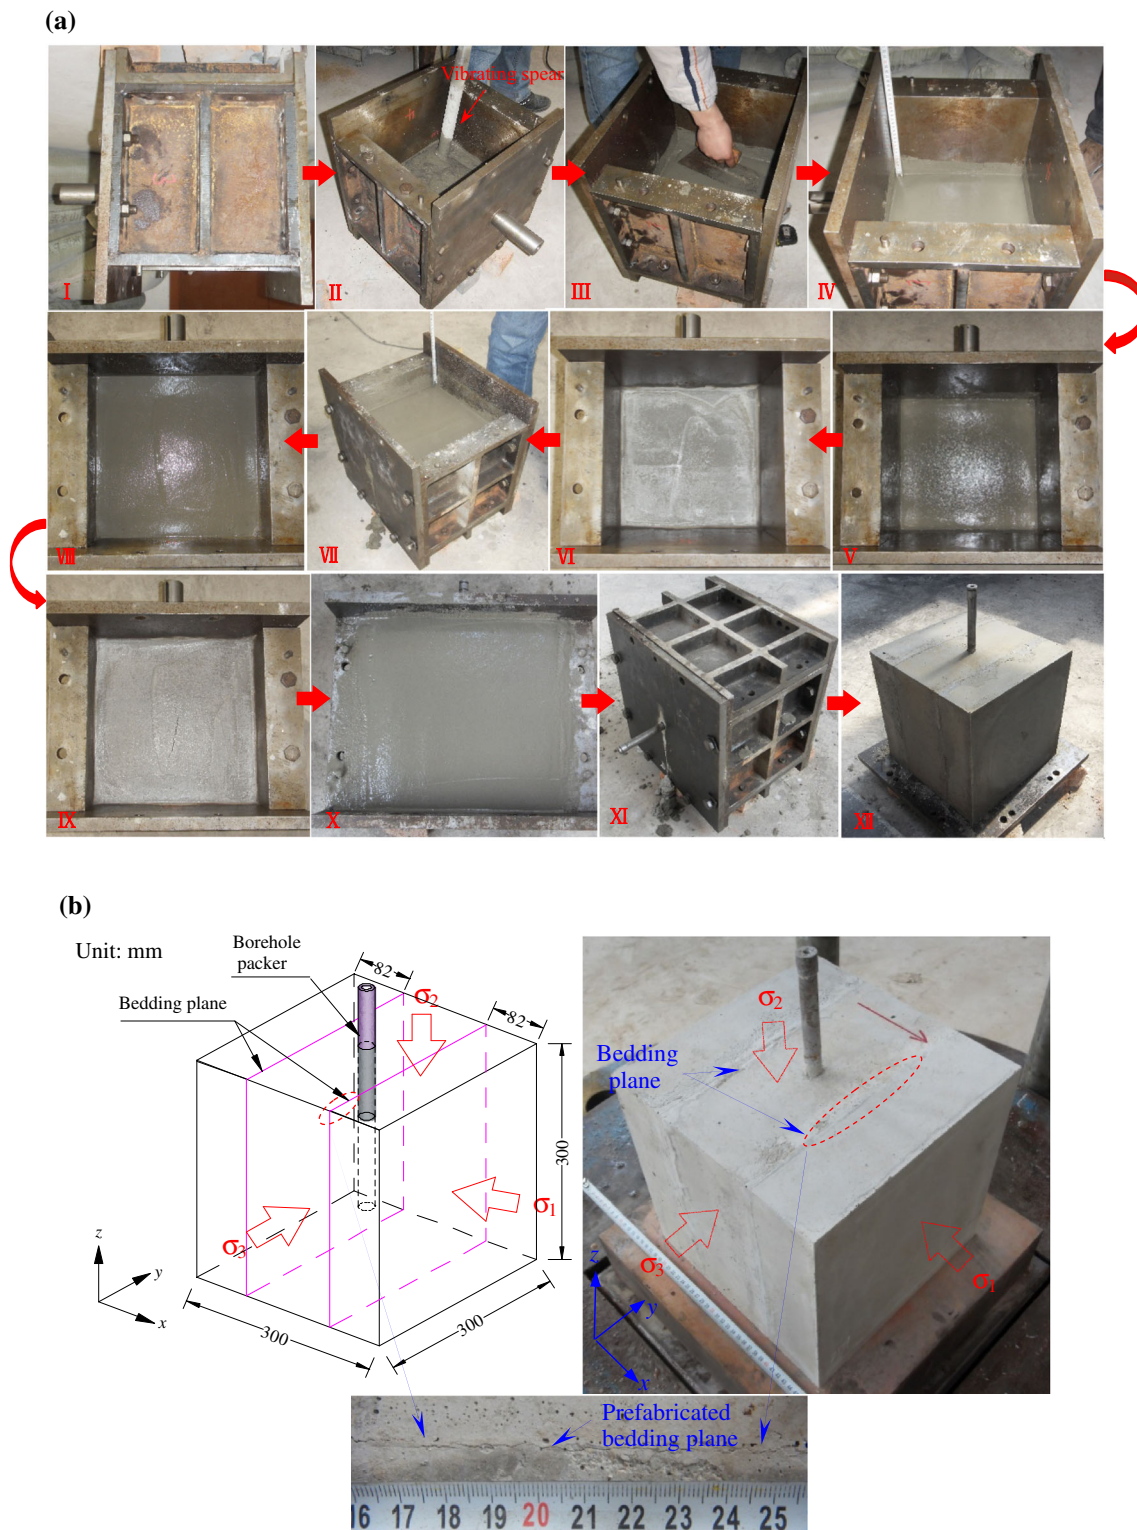 (a)
Vibrating spear
I
II
III
IV
VIII
VII
VI
V
IX
X
XI
XII
(b)
Unit: mm
Borehole
packer
Bedding plane
82
σ2
82
300
σ1
σ3
z
y
x
300
300
σ2
Bedding
plane
σ3
σ1
z
y
x
Prefabricated
bedding plane
16 17 18 19 20 21 22 23 24 25